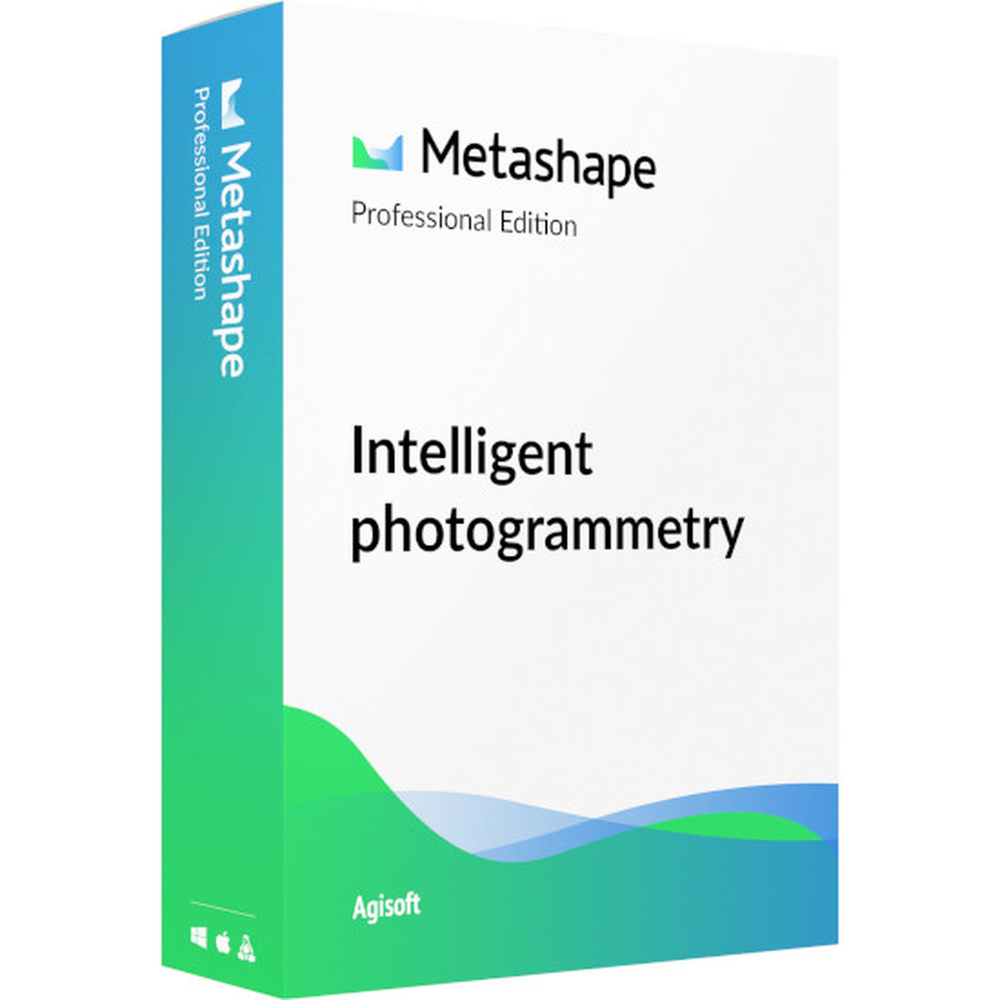 Metashape
Professional Edition
Metashape
Professional Edition
Intelligent
photogrammetry
Agisoft